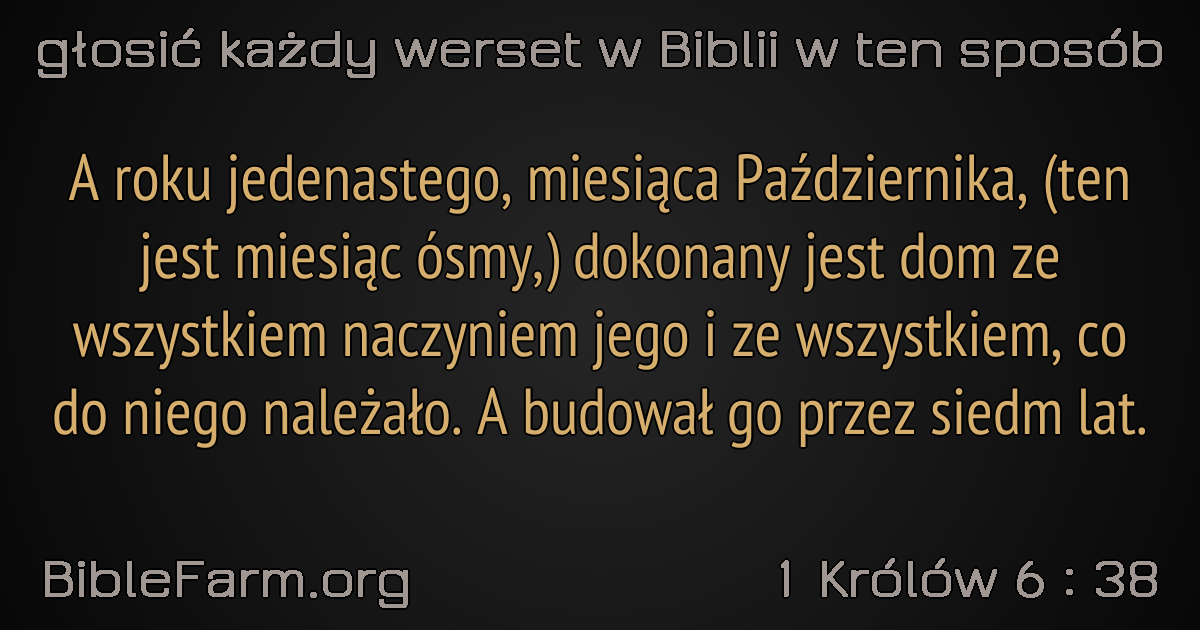 głosić każdy werset w Biblii w ten sposób
A roku jedenastego, miesiąca Października, (ten
jest miesiąc ósmy,) dokonany jest dom ze
wszystkiem naczyniem jego i ze wszystkiem, co
do niego należało. A budował go przez siedm lat.
BibleFarm.org
1 Królów 6 : 38